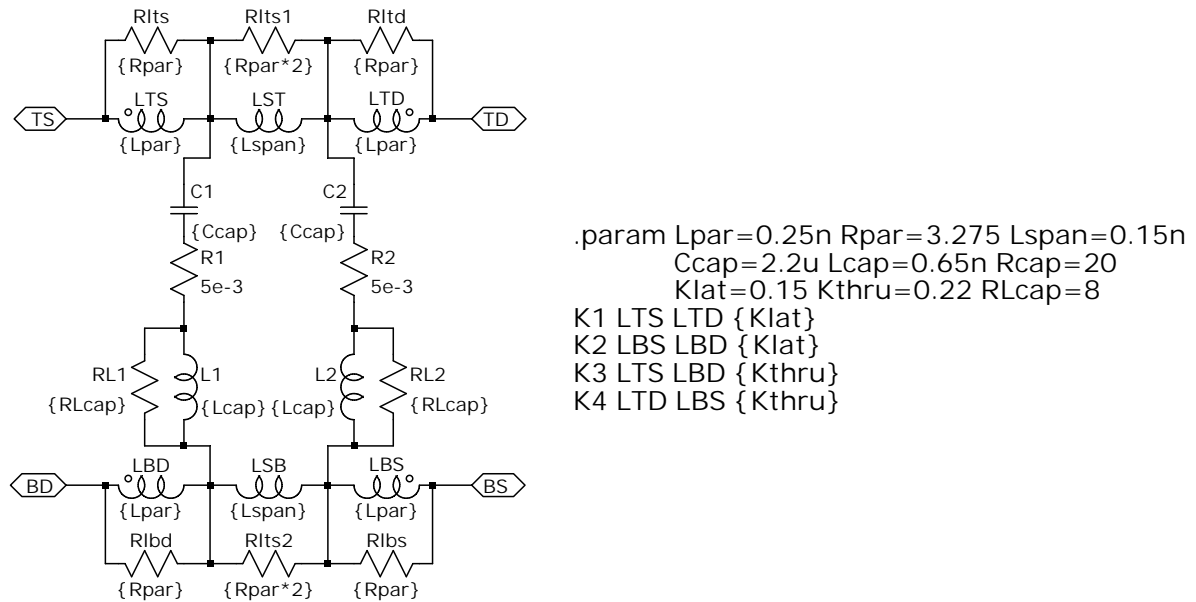 Rlts Rlts1 Rltd
{Rpar} {Rpar*2} {Rpar}
LTS LST LTD
TS TD
{Lpar} {Lspan} {Lpar}
C1 C2
{Ccap} {Ccap}
R1 R2
5e-3 5e-3
RL1 L1 L2 RL2
{RLcap} {Lcap} {Lcap} {RLcap}
LBD LSB LBS
BD BS
{Lpar} {Lspan} {Lpar}
Rlbd Rlts2 Rlbs
{Rpar} {Rpar*2} {Rpar}
.param Lpar=0.25n Rpar=3.275 Lspan=0.15n
Ccap=2.2u Lcap=0.65n Rcap=20
Klat=0.15 Kthru=0.22 RLcap=8
K1 LTS LTD {Klat}
K2 LBS LBD {Klat}
K3 LTS LBD {Kthru}
K4 LTD LBS {Kthru}